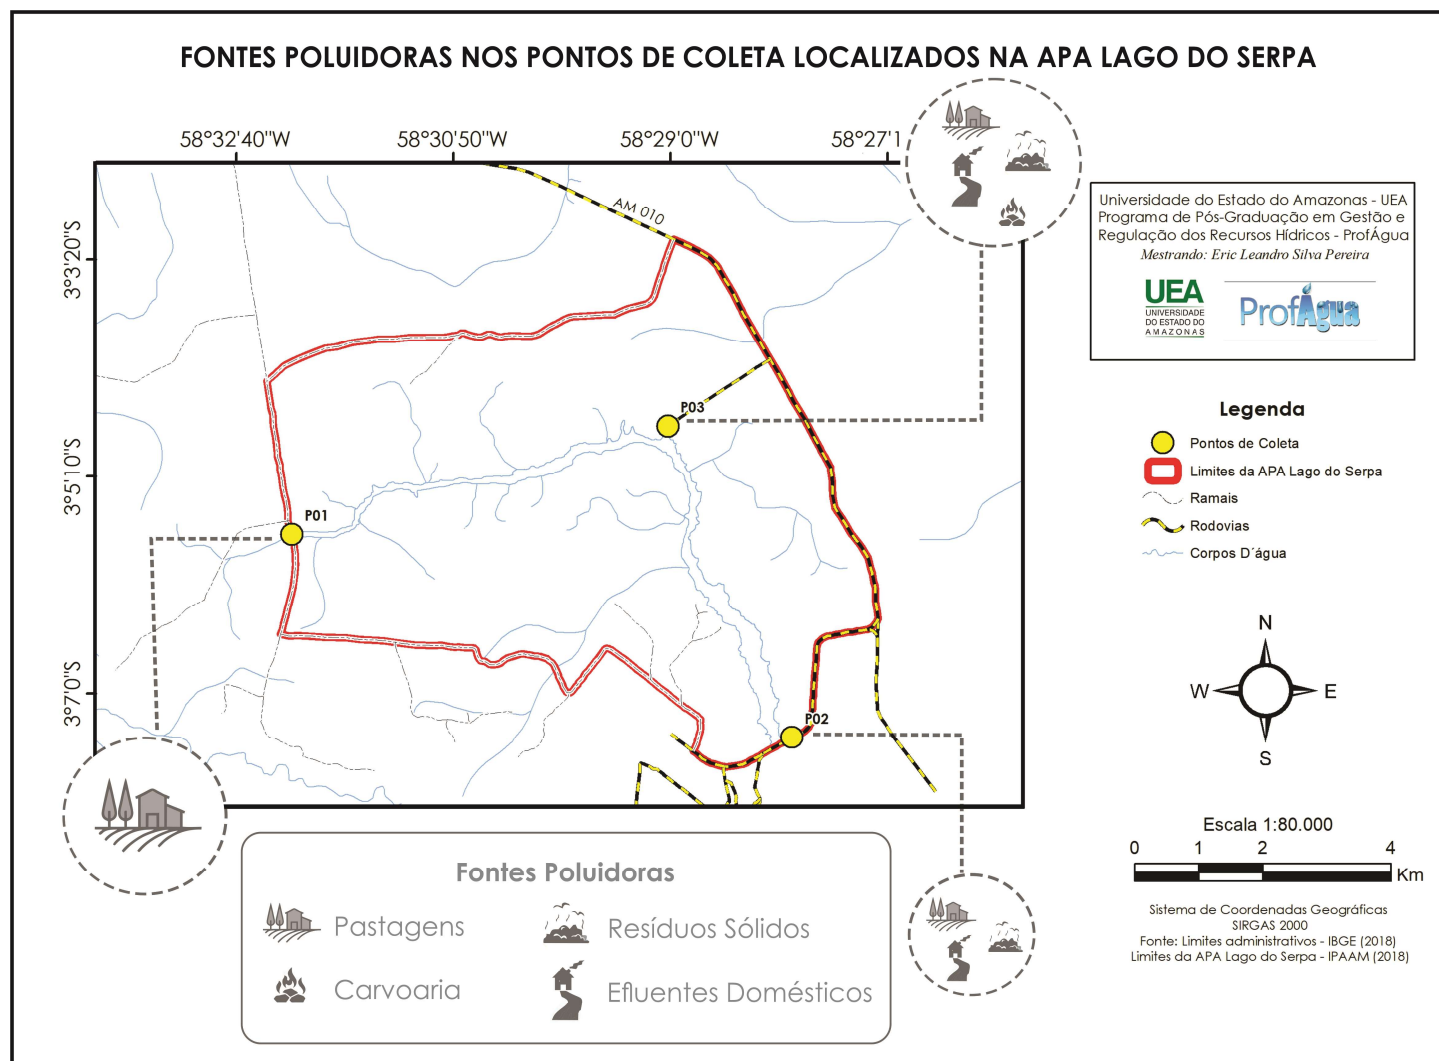 FONTES POLUIDORAS NOS PONTOS DE COLETA LOCALIZADOS NA APA LAGO DO SERPA
58°32'40"W
58°30'50"W
58°29'0"W
58°27'1
3°3'20"S
3°5'10"S
3°7'0"S
AM 010
P03
P01
P02
Universidade do Estado do Amazonas - UEA
Programa de Pós-Graduação em Gestão e
Regulação dos Recursos Hídricos - ProfÁgua
Mestrando: Eric Leandro Silva Pereira
UEA
UNIVERSIDADE
DO ESTADO DO
AMAZONAS
ProfÁgua
Legenda
Pontos de Coleta
Limites da APA Lago do Serpa
Ramais
Rodovias
Corpos D´água
N
W
E
S
Escala 1:80.000
0 1 2 4
Km
Sistema de Coordenadas Geográficas
SIRGAS 2000
Fonte: Limites administrativos - IBGE (2018)
Limites da APA Lago do Serpa - IPAAM (2018)
Fontes Poluidoras
Pastagens
Resíduos Sólidos
Carvoaria
Efluentes Domésticos